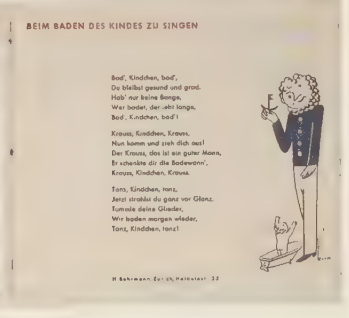 BEIM BADEN DES KINDES ZU SINGEN
Bad', Kindchen, bad',
Du bleibst gesund und grad.
Hab' nur keine Bange,
Wer badet, der lebt lange,
Bad', Kindchen, bad'!
Krauss, Kindchen, Krauss,
Nun komm und zieh dich aus!
Der Krauss, das ist ein guter Mann,
Er schenkte dir die Badewann',
Krauss, Kindchen, Krauss.
Tanz, Kindchen, tanz,
Jetzt strahlst du ganz vor Glanz.
Tummle deine Glieder,
Wir baden morgen wieder,
Tanz, Kindchen, tanz!
H Bahrmann